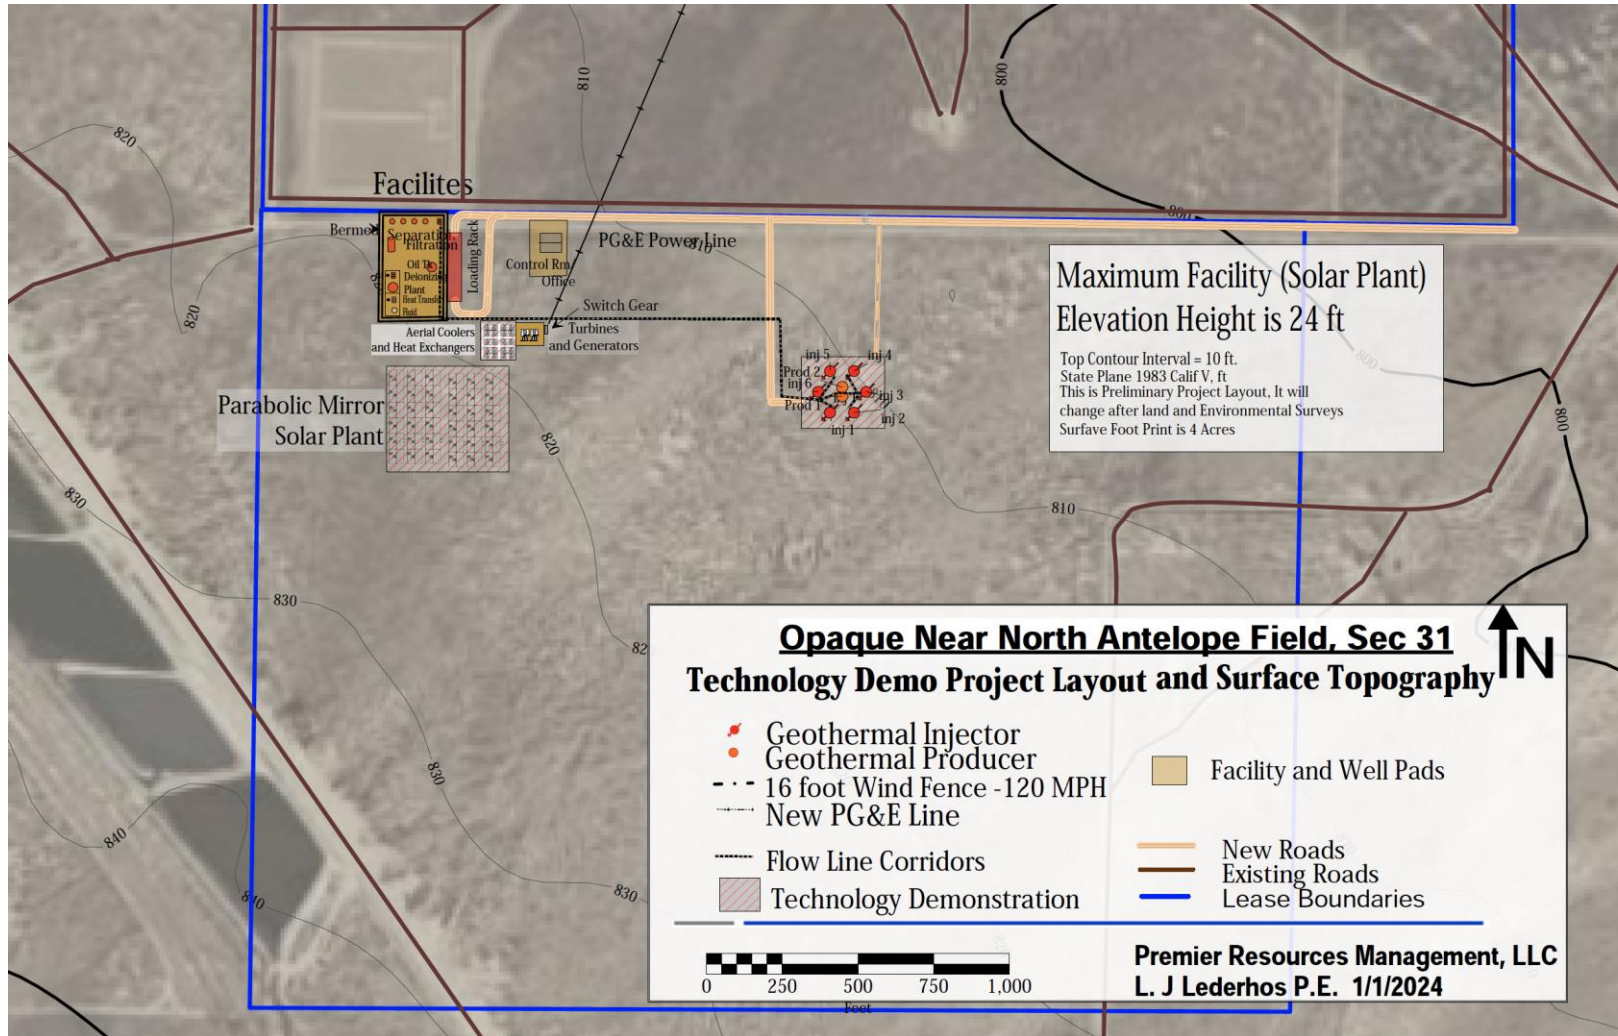 820
810
800
Facilites
800
Bermed
Separation
Filtration
Oil Tk
Deionizing
Plant
Heat Transfer
Fluid
Loading Rack
Control Rm
Office
PG&E Power Line
810
820
Switch Gear
Turbines
and Generators
Aerial Coolers
and Heat Exchangers
Parabolic Mirror
Solar Plant
inj 5
inj 4
Prod 2
inj 6
inj 3
Prod 1
inj 2
inj 1
Maximum Facility (Solar Plant)
Elevation Height is 24 ft
Top Contour Interval = 10 ft.
State Plane 1983 Calif V, ft
This is Preliminary Project Layout, It will
change after land and Environmental Surveys
Surfave Foot Print is 4 Acres
800
800
820
830
810
830
830
840
840
830
Opaque Near North Antelope Field, Sec 31
Technology Demo Project Layout and Surface Topography
N
Geothermal Injector
Geothermal Producer
16 foot Wind Fence -120 MPH
New PG&E Line
Flow Line Corridors
Technology Demonstration
Facility and Well Pads
New Roads
Existing Roads
Lease Boundaries
0 250 500 750 1,000
Feet
Premier Resources Management, LLC
L. J Lederhos P.E. 1/1/2024